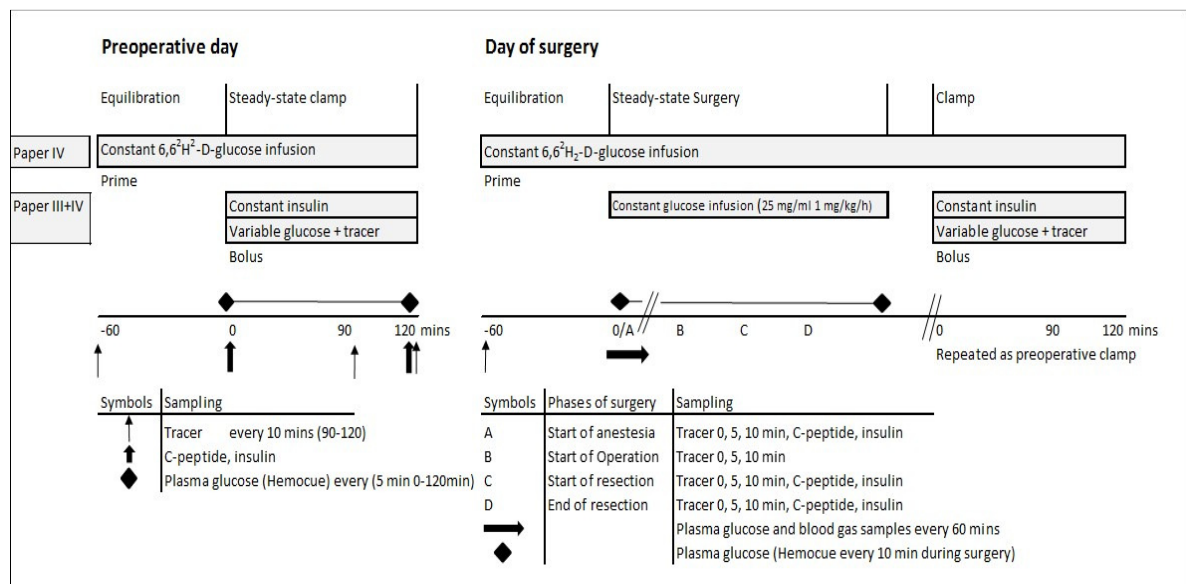 Preoperative day
Equilibration Steady-state clamp
Paper IV Constant 6,6²H²-D-glucose infusion
Prime
Paper III+IV Constant insulin
Variable glucose + tracer
Bolus
-60 0 90 120 mins
Symbols Sampling
Tracer every 10 mins (90-120)
C-peptide, insulin
Plasma glucose (Hemocue) every (5 min 0-120min)
Day of surgery
Equilibration Steady-state Surgery Clamp
Constant 6,6²H₂-D-glucose infusion
Prime
Constant glucose infusion (25 mg/ml 1 mg/kg/h) Constant insulin
Variable glucose + tracer
Bolus
-60 0/A B C D 0 90 120 mins
Repeated as preoperative clamp
Symbols Phases of surgery Sampling
A Start of anestesia Tracer 0, 5, 10 min, C-peptide, insulin
B Start of Operation Tracer 0, 5, 10 min
C Start of resection Tracer 0, 5, 10 min, C-peptide, insulin
D End of resection Tracer 0, 5, 10 min, C-peptide, insulin
Plasma glucose and blood gas samples every 60 mins
Plasma glucose (Hemocue every 10 min during surgery)